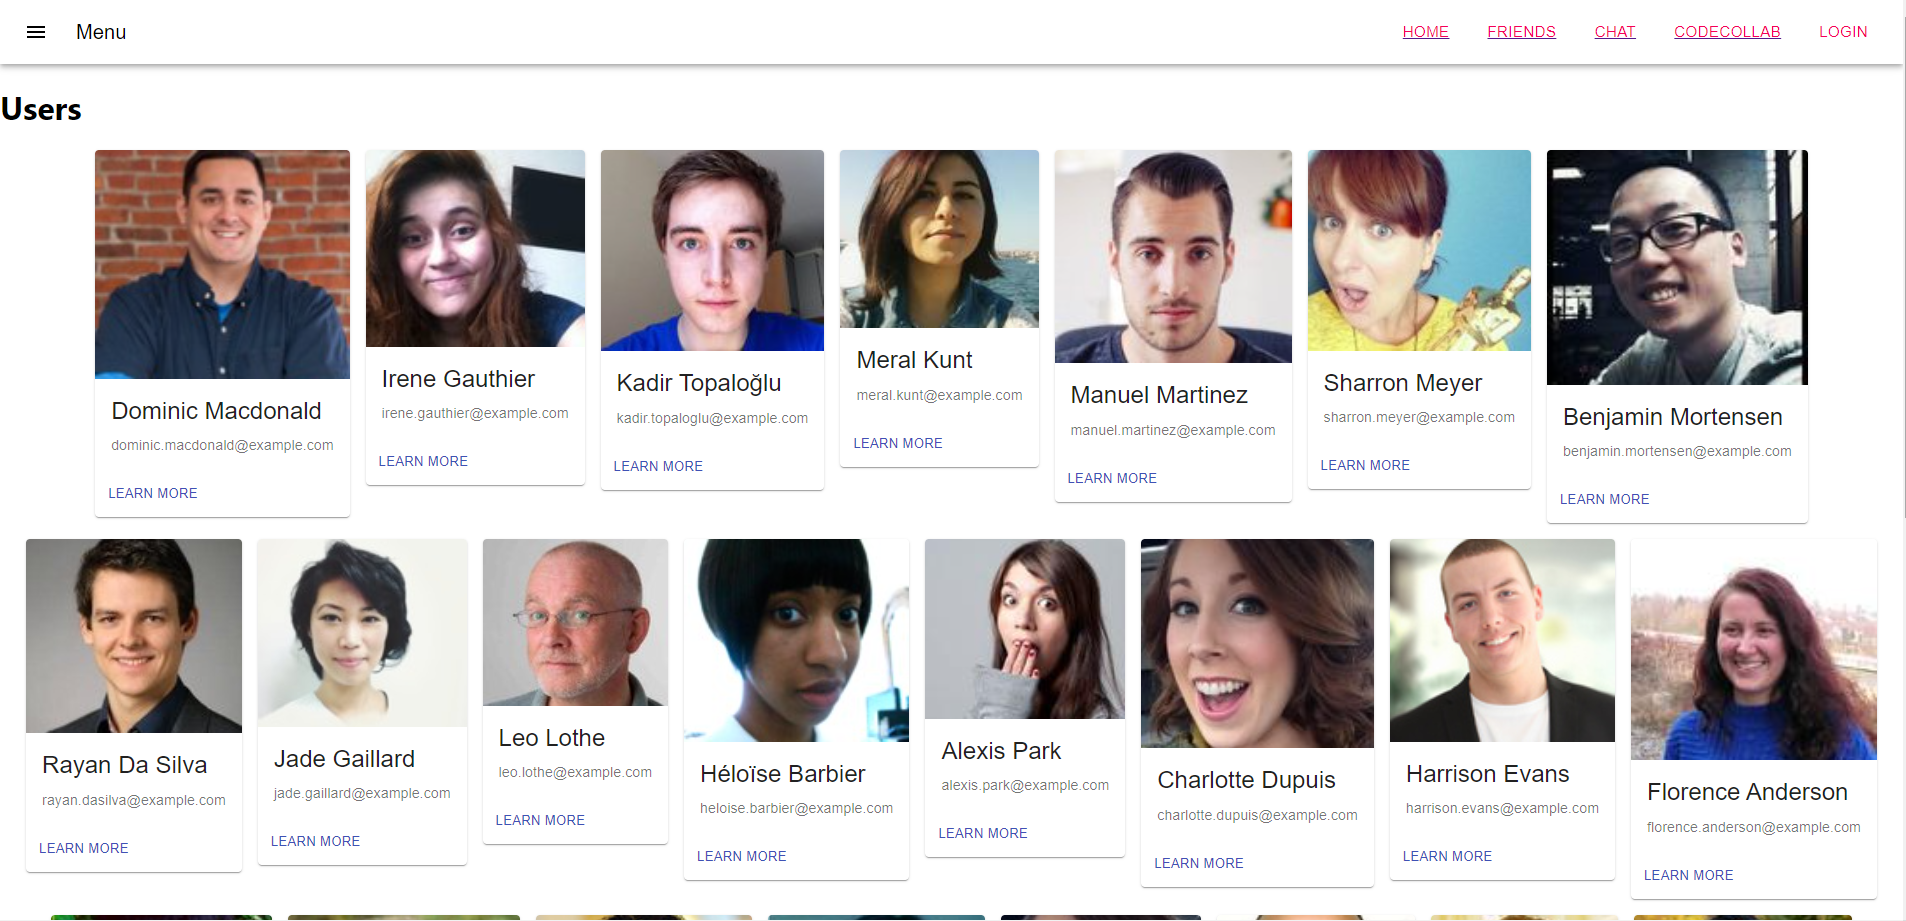 Menu
HOME
FRIENDS
CHAT
CODECOLLAB
LOGIN
Users
Dominic Macdonald
dominic.macdonald@example.com
LEARN MORE
Irene Gauthier
irene.gauthier@example.com
LEARN MORE
Kadir Topaloğlu
kadir.topaloglu@example.com
LEARN MORE
Meral Kunt
meral.kunt@example.com
LEARN MORE
Manuel Martinez
manuel.martinez@example.com
LEARN MORE
Sharron Meyer
sharron.meyer@example.com
LEARN MORE
Benjamin Mortensen
benjamin.mortensen@example.com
LEARN MORE
Rayan Da Silva
rayan.dasilva@example.com
LEARN MORE
Jade Gaillard
jade.gaillard@example.com
LEARN MORE
Leo Lothe
leo.lothe@example.com
LEARN MORE
Héloïse Barbier
heloise.barbier@example.com
LEARN MORE
Alexis Park
alexis.park@example.com
LEARN MORE
Charlotte Dupuis
charlotte.dupuis@example.com
LEARN MORE
Harrison Evans
harrison.evans@example.com
LEARN MORE
Florence Anderson
florence.anderson@example.com
LEARN MORE